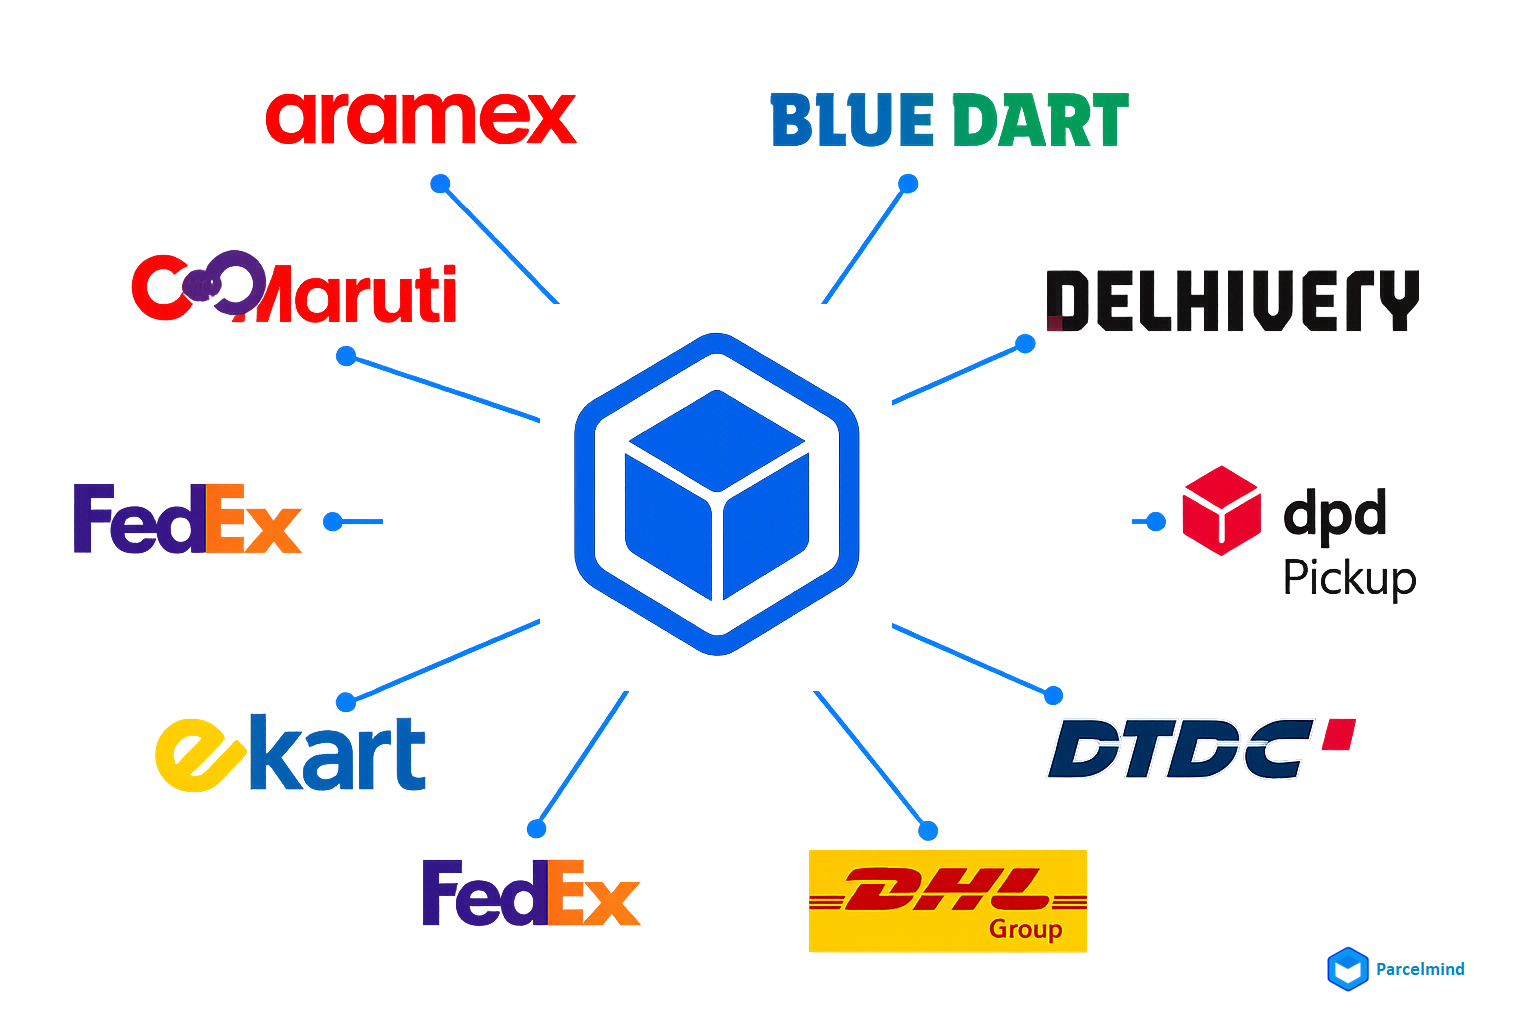 aramex
BLUE DART
Maruti
DELHIVERY
FedEx
dpd
Pickup
ekart
DTDC
FedEx
DHL
Group
Parcelmind